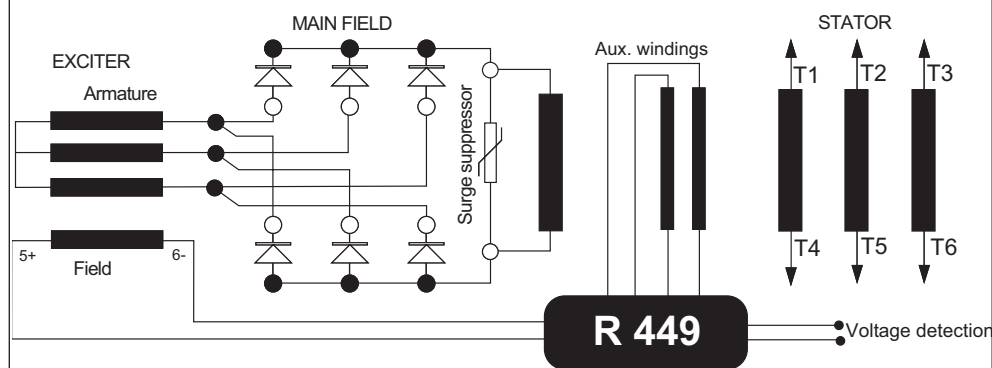 MAIN FIELD
STATOR
EXCITER
Aux. windings
Armature
T1
T2
T3
Surge suppressor
T4
T5
T6
5+
Field
6-
R 449
Voltage detection